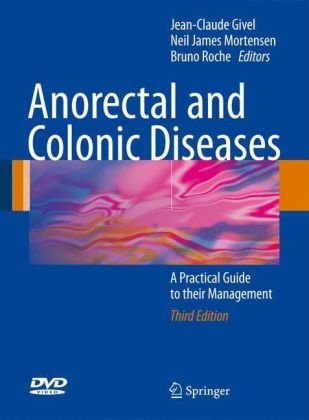 Jean-Claude Givel
Neil James Mortensen
Bruno Roche Editors
Anorectal and
Colonic Diseases
A Practical Guide
to their Management
Third Edition
DVD
VIDEO
Springer